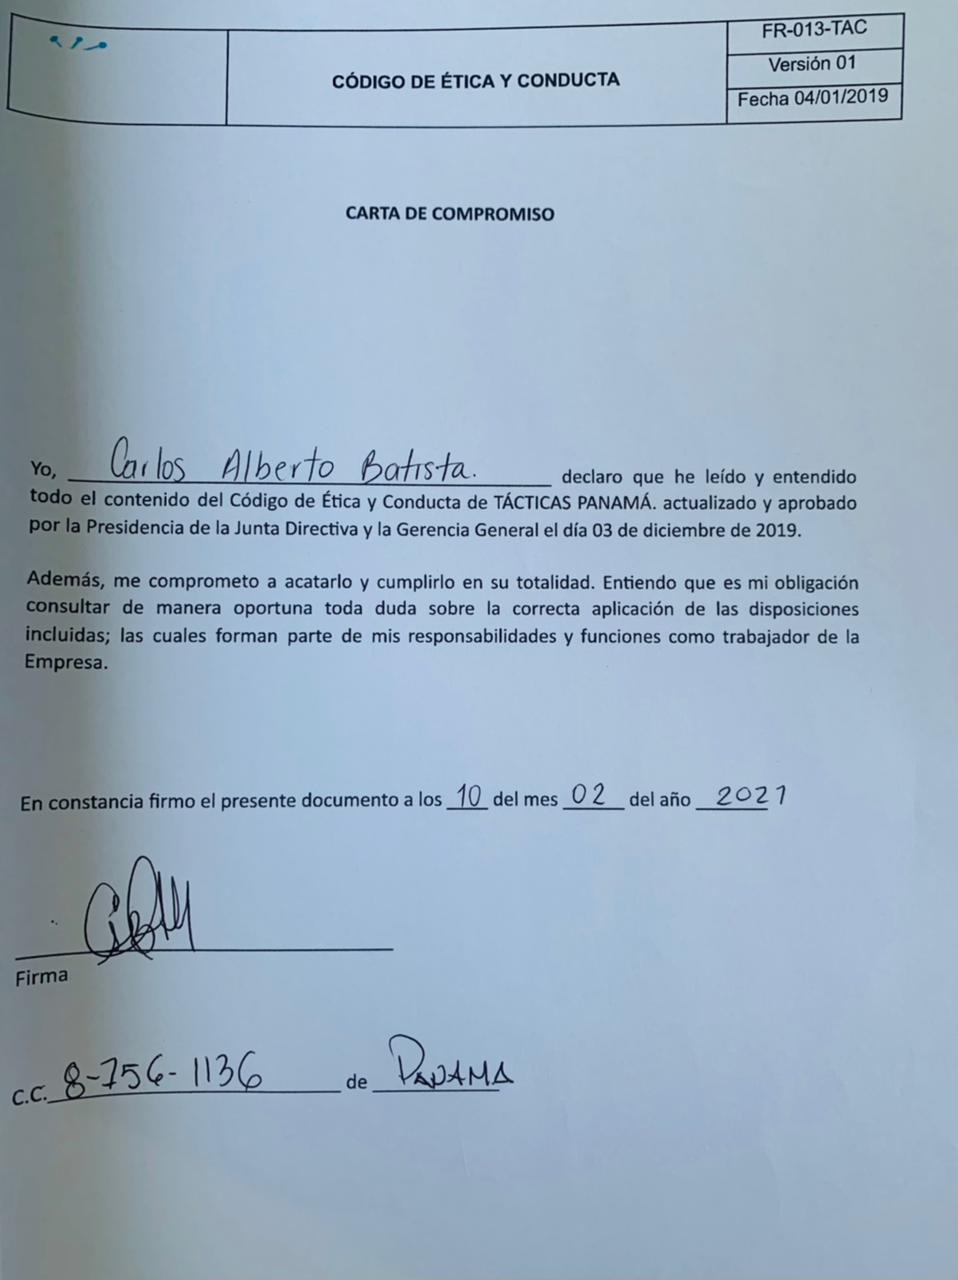 CÓDIGO DE ÉTICA Y CONDUCTA
FR-013-TAC
Versión 01
Fecha 04/01/2019
CARTA DE COMPROMISO
Yo, Carlos Alberto Batista. declaro que he leído y entendido
todo el contenido del Código de Ética y Conducta de TÁCTICAS PANAMÁ. actualizado y aprobado
por la Presidencia de la Junta Directiva y la Gerencia General el día 03 de diciembre de 2019.
Además, me comprometo a acatarlo y cumplirlo en su totalidad. Entiendo que es mi obligación
consultar de manera oportuna toda duda sobre la correcta aplicación de las disposiciones
incluidas; las cuales forman parte de mis responsabilidades y funciones como trabajador de la
Empresa.
En constancia firmo el presente documento a los 10 del mes 02 del año 2021
Firma
c.c. 8-756-1136 de PANAMA